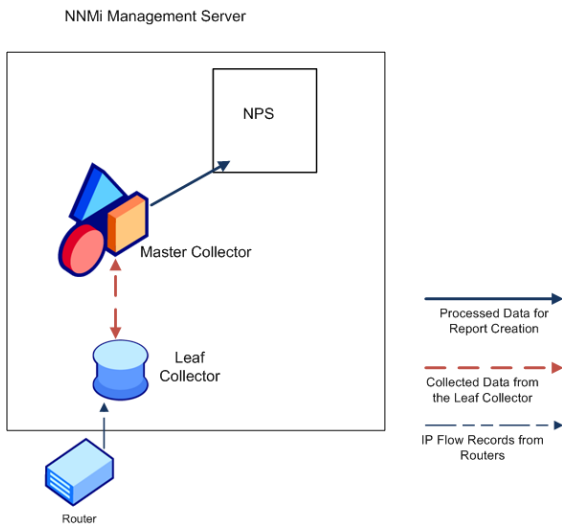 NNMi Management Server
NPS
Master Collector
Leaf
Collector
Router
Processed Data for
Report Creation
Collected Data from
the Leaf Collector
IP Flow Records from
Routers